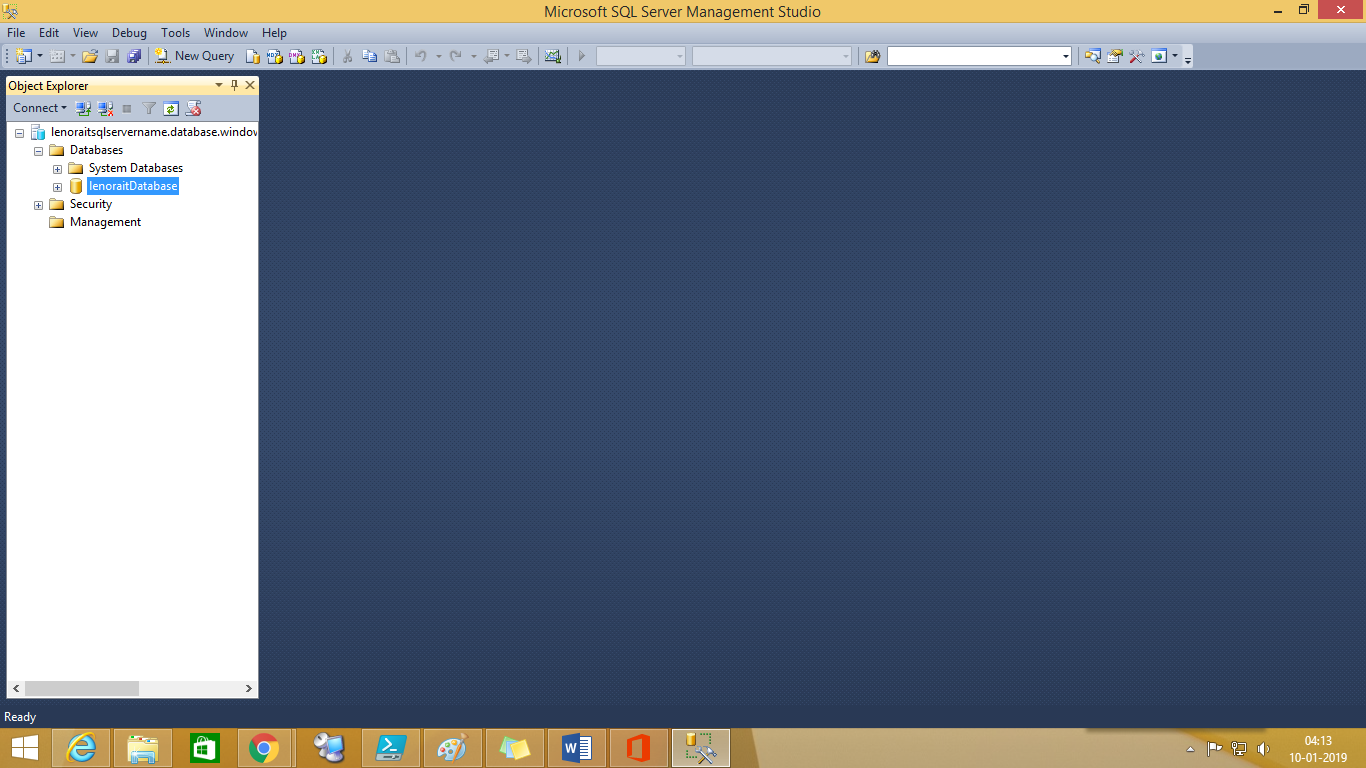 Microsoft SQL Server Management Studio
File Edit View Debug Tools Window Help
New Query
Object Explorer
Connect
lenoraitsqlservername.database.window
Databases
System Databases
lenoraitDatabase
Security
Management
Ready
04:13
10-01-2019